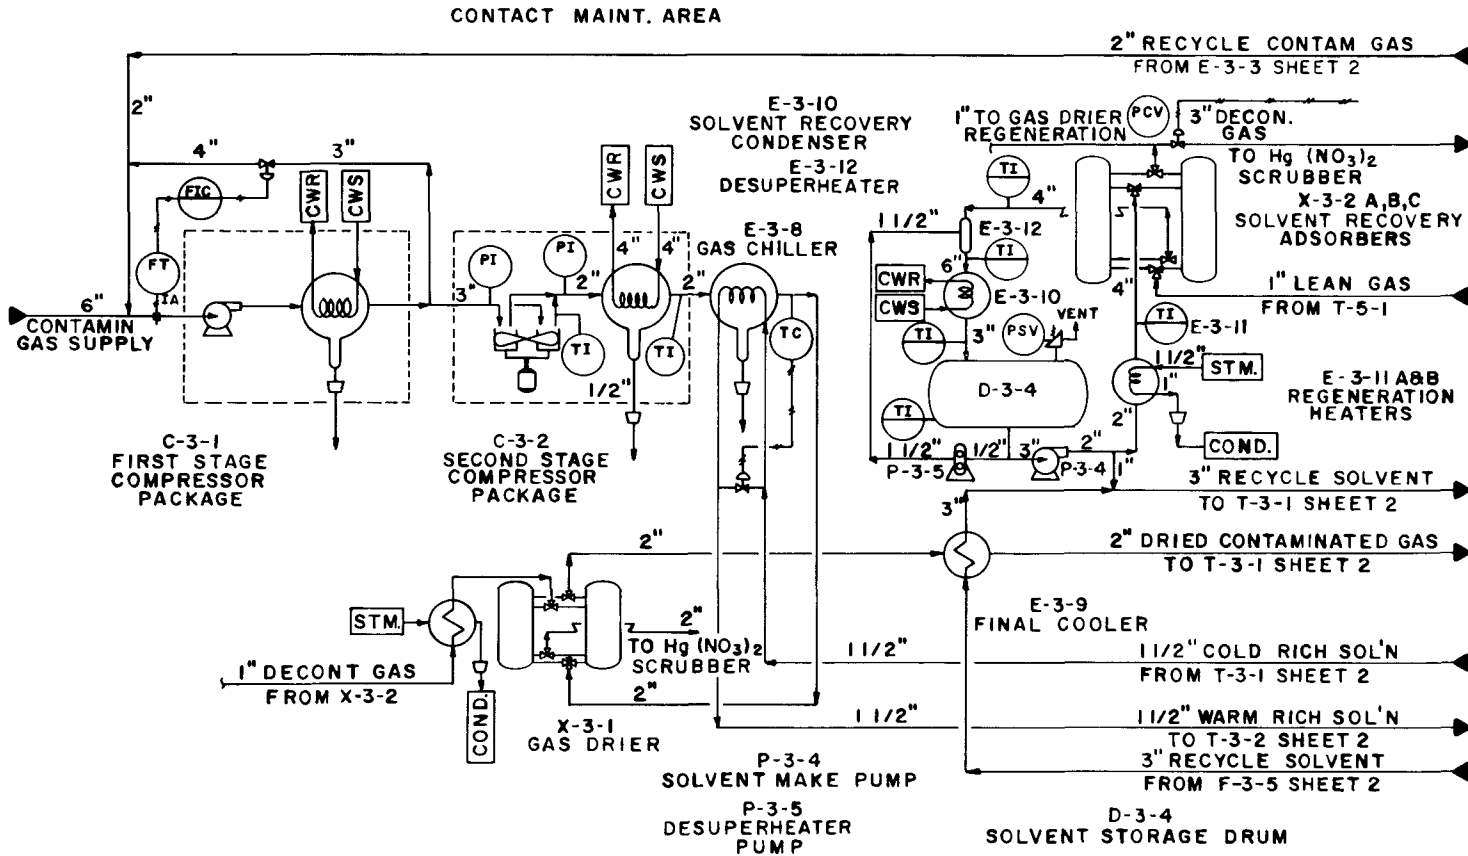 CONTACT MAINT. AREA
2" RECYCLE CONTAM GAS
FROM E-3-3 SHEET 2
2"
4"
3"
FIC
CWR
CWS
FT
IA
6"
CONTAMIN
GAS SUPPLY
C-3-1
FIRST STAGE
COMPRESSOR
PACKAGE
3"
PI
PI
2"
TI
CWR
CWS
4"
4"
2"
TI
1/2"
C-3-2
SECOND STAGE
COMPRESSOR
PACKAGE
E-3-10
SOLVENT RECOVERY
CONDENSER
E-3-12
DESUPERHEATER
E-3-8
GAS CHILLER
TC
1" TO GAS DRIER
REGENERATION
PCV
3" DECON.
GAS
TO Hg (NO3)2
SCRUBBER
X-3-2 A,B,C
SOLVENT RECOVERY
ADSORBERS
TI
4"
1 1/2"
E-3-12
TI
6"
CWR
CWS
E-3-10
TI
3"
PSV
VENT
D-3-4
TI
1 1/2"
P-3-5
1/2"
3"
P-3-4
2"
1"
4"
1" LEAN GAS
FROM T-5-1
TI
E-3-11
1 1/2"
STM.
1"
2"
COND.
E-3-11 A&B
REGENERATION
HEATERS
3" RECYCLE SOLVENT
TO T-3-1 SHEET 2
3"
2"
2" DRIED CONTAMINATED GAS
TO T-3-1 SHEET 2
E-3-9
FINAL COOLER
STM.
2"
TO Hg (NO3)2
SCRUBBER
1" DECONT GAS
FROM X-3-2
COND.
2"
X-3-1
GAS DRIER
1 1/2"
1 1/2" COLD RICH SOL'N
FROM T-3-1 SHEET 2
1 1/2"
1 1/2" WARM RICH SOL'N
TO T-3-2 SHEET 2
3" RECYCLE SOLVENT
FROM F-3-5 SHEET 2
P-3-4
SOLVENT MAKE PUMP
P-3-5
DESUPERHEATER
PUMP
D-3-4
SOLVENT STORAGE DRUM